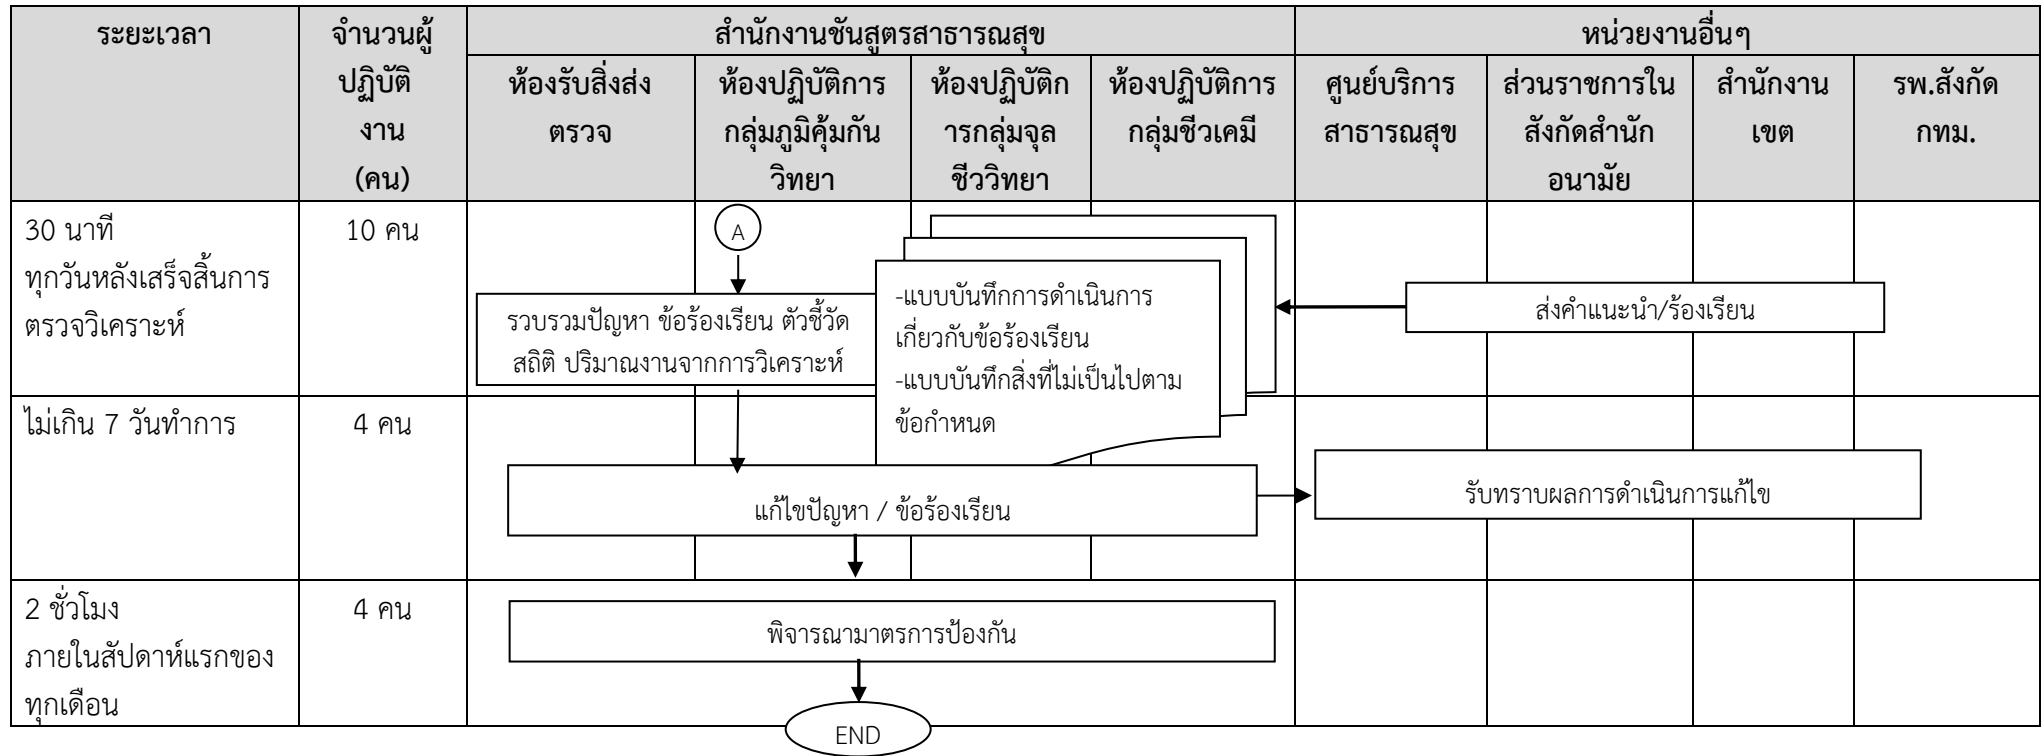 ระยะเวลา
จำนวนผู้
ปฏิบัติ
งาน
(คน)
สำนักงานชันสูตรสาธารณสุข
หน่วยงานอื่นๆ
ห้องรับสิ่งส่ง
ตรวจ
ห้องปฏิบัติการ
กลุ่มภูมิคุ้มกัน
วิทยา
ห้องปฏิบัติก
ารกลุ่มจุล
ชีววิทยา
ห้องปฏิบัติการ
กลุ่มชีวเคมี
ศูนย์บริการ
สาธารณสุข
ส่วนราชการใน
สังกัดสำนัก
อนามัย
สำนักงาน
เขต
รพ.สังกัด
กทม.
30 นาที
ทุกวันหลังเสร็จสิ้นการ
ตรวจวิเคราะห์
10 คน
A
รวบรวมปัญหา ข้อร้องเรียน ตัวชี้วัด
สถิติ ปริมาณงานจากการวิเคราะห์
-แบบบันทึกการดำเนินการ
เกี่ยวกับข้อร้องเรียน
-แบบบันทึกสิ่งที่ไม่เป็นไปตาม
ข้อกำหนด
ส่งคำแนะนำ/ร้องเรียน
ไม่เกิน 7 วันทำการ
4 คน
แก้ไขปัญหา / ข้อร้องเรียน
รับทราบผลการดำเนินการแก้ไข
2 ชั่วโมง
ภายในสัปดาห์แรกของ
ทุกเดือน
4 คน
พิจารณามาตรการป้องกัน
END